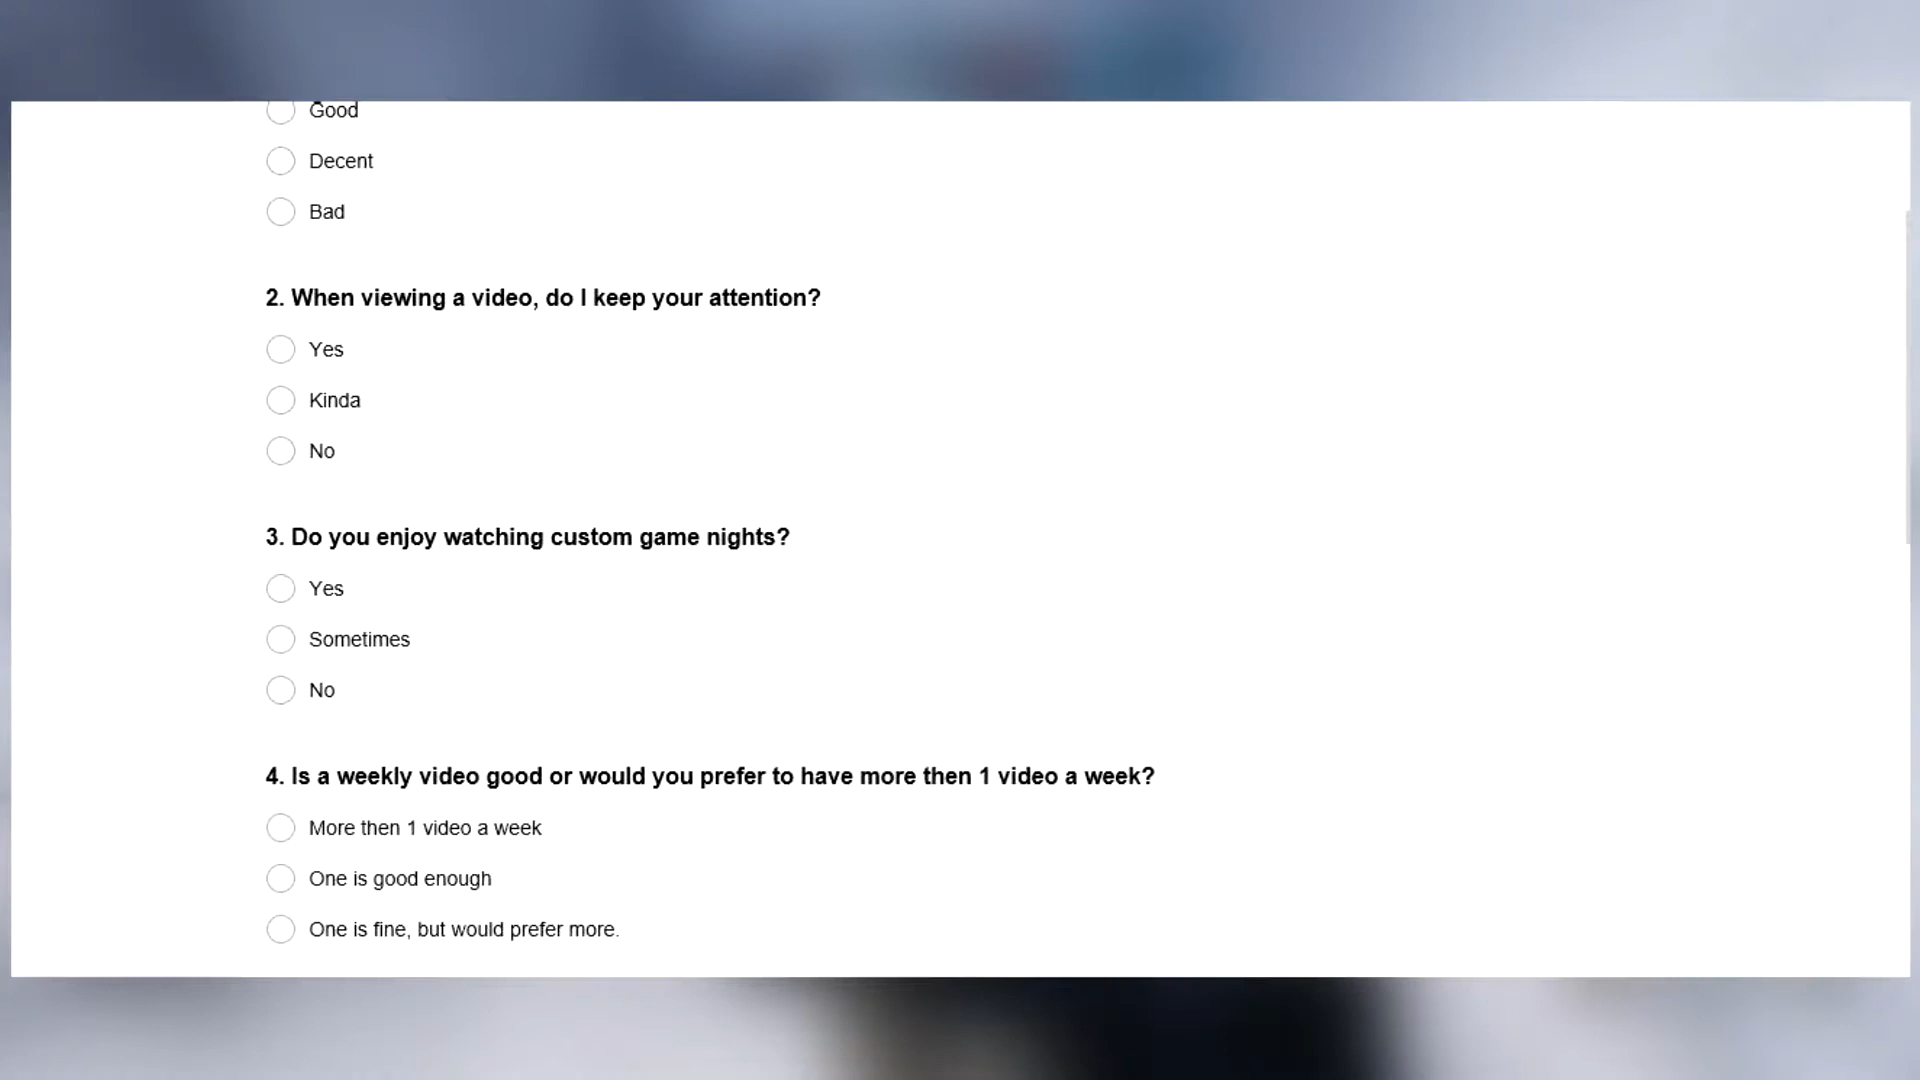 Good
Decent
Bad
2. When viewing a video, do I keep your attention?
Yes
Kinda
No
3. Do you enjoy watching custom game nights?
Yes
Sometimes
No
4. Is a weekly video good or would you prefer to have more then 1 video a week?
More then 1 video a week
One is good enough
One is fine, but would prefer more.